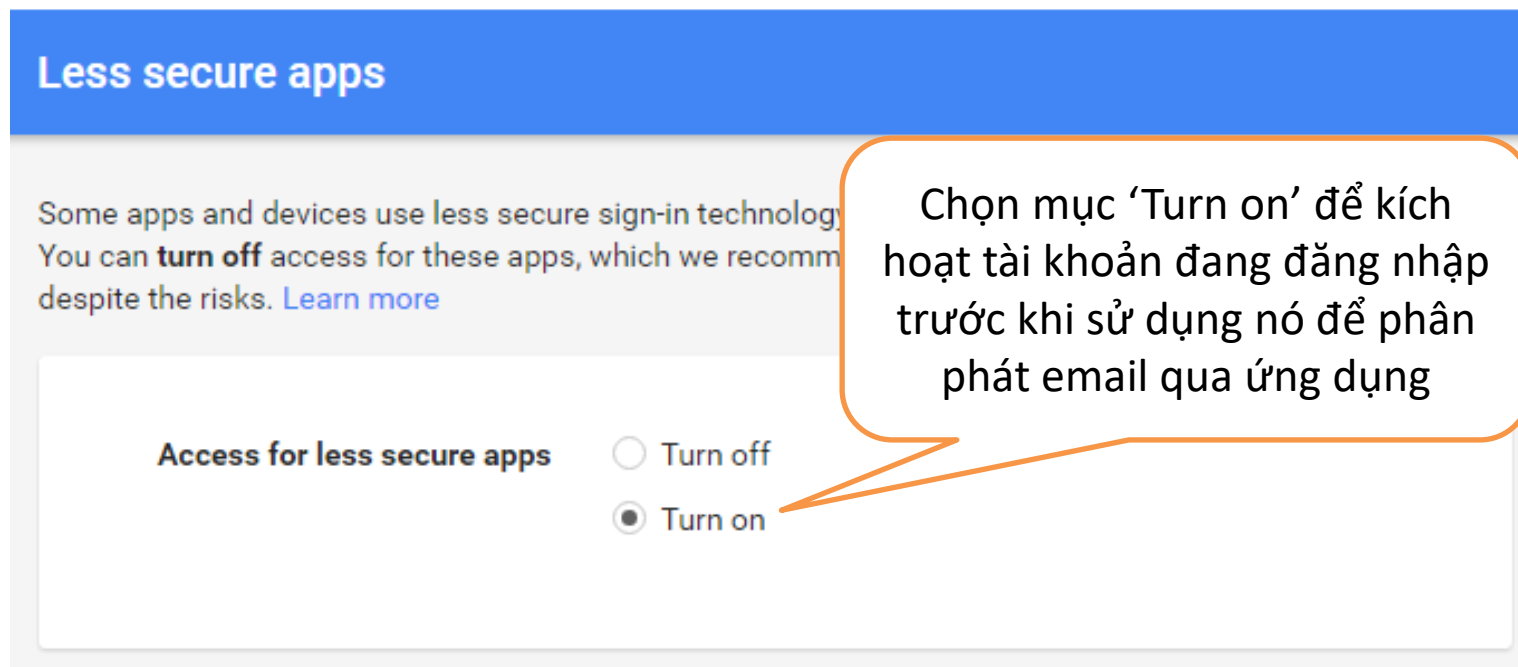 Less secure apps
Some apps and devices use less secure sign-in technology
You can turn off access for these apps, which we recomm
despite the risks. Learn more
Chọn mục ‘Turn on’ để kích
hoạt tài khoản đang đăng nhập
trước khi sử dụng nó để phân
phát email qua ứng dụng
Access for less secure apps
Turn off
Turn on